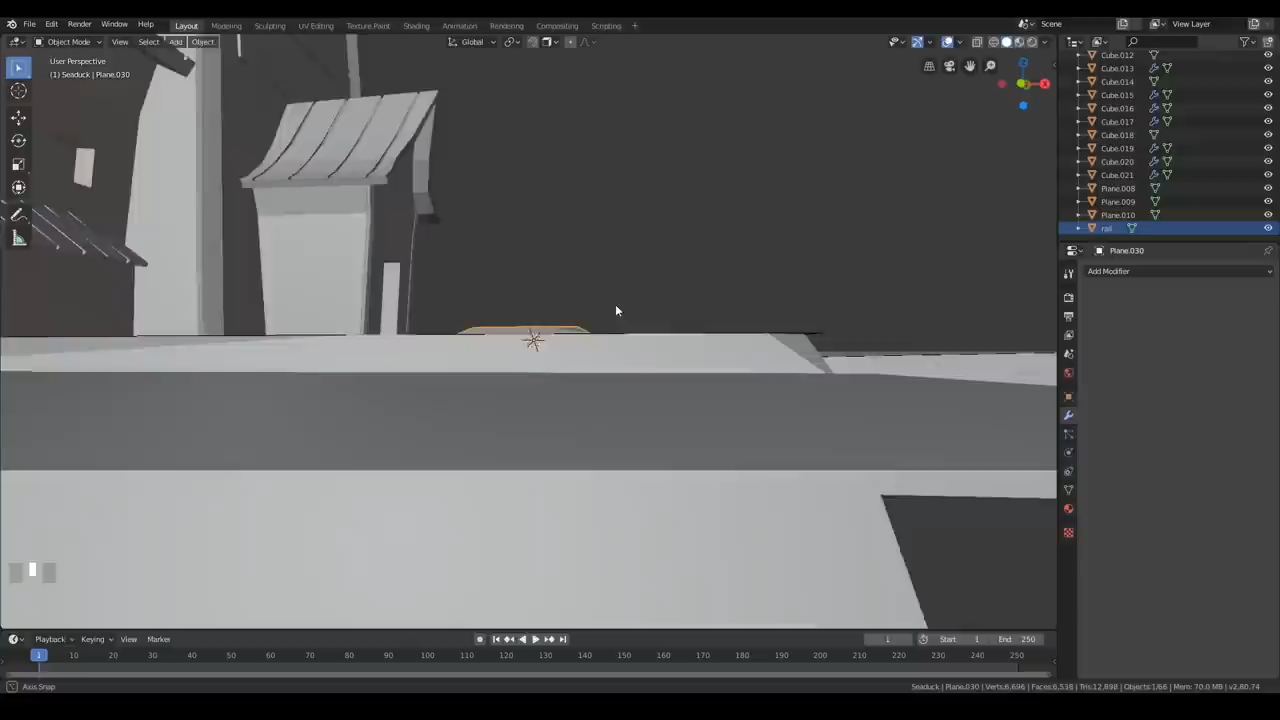 File Edit Render Window Help Layout Modeling Sculpting UV Editing Texture Paint Shading Animation Rendering Compositing Scripting + Scene View Layer
Object Mode View Select Add Object Global
User Perspective
(1) Seaduck | Plane.030
Cube.012
Cube.013
Cube.014
Cube.015
Cube.016
Cube.017
Cube.018
Cube.019
Cube.020
Cube.021
Plane.008
Plane.009
Plane.010
rail
Plane.030
Add Modifier
Playback Keying View Marker 1 Start 1 End 250
1 10 20 30 40 50 60 70 80 90 100 110 120 130 140 150 160 170 180 190 200 210 220 230 240 250
Axis Snap Seaduck | Plane.030 | Verts:6,696 | Faces:6,538 | Tris:12,898 | Objects:1/66 | Mem: 70.0 MB | v2.80.74